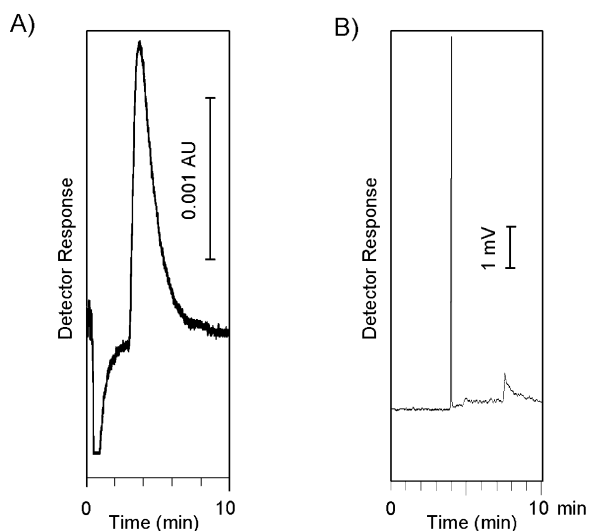 A)
Detector Response
0.001 AU
0
10
Time (min)
B)
Detector Response
1 mV
0
10 min
Time (min)